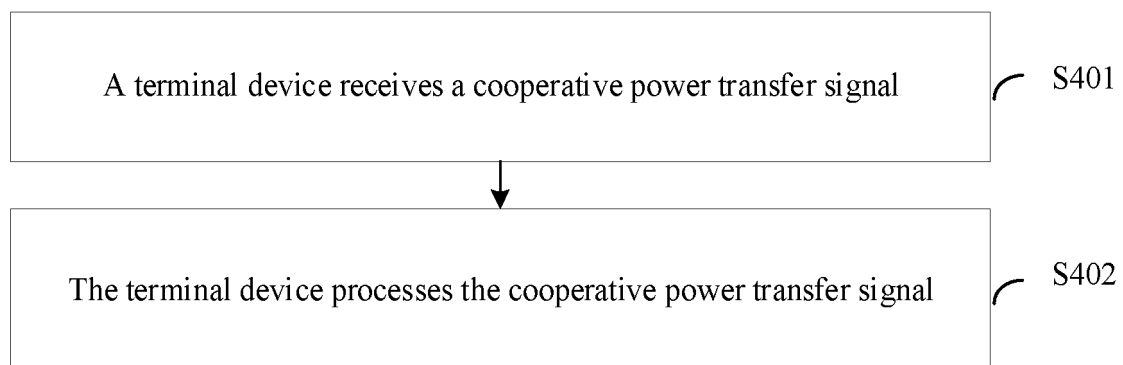 A terminal device receives a cooperative power transfer signal
S401
The terminal device processes the cooperative power transfer signal
S402